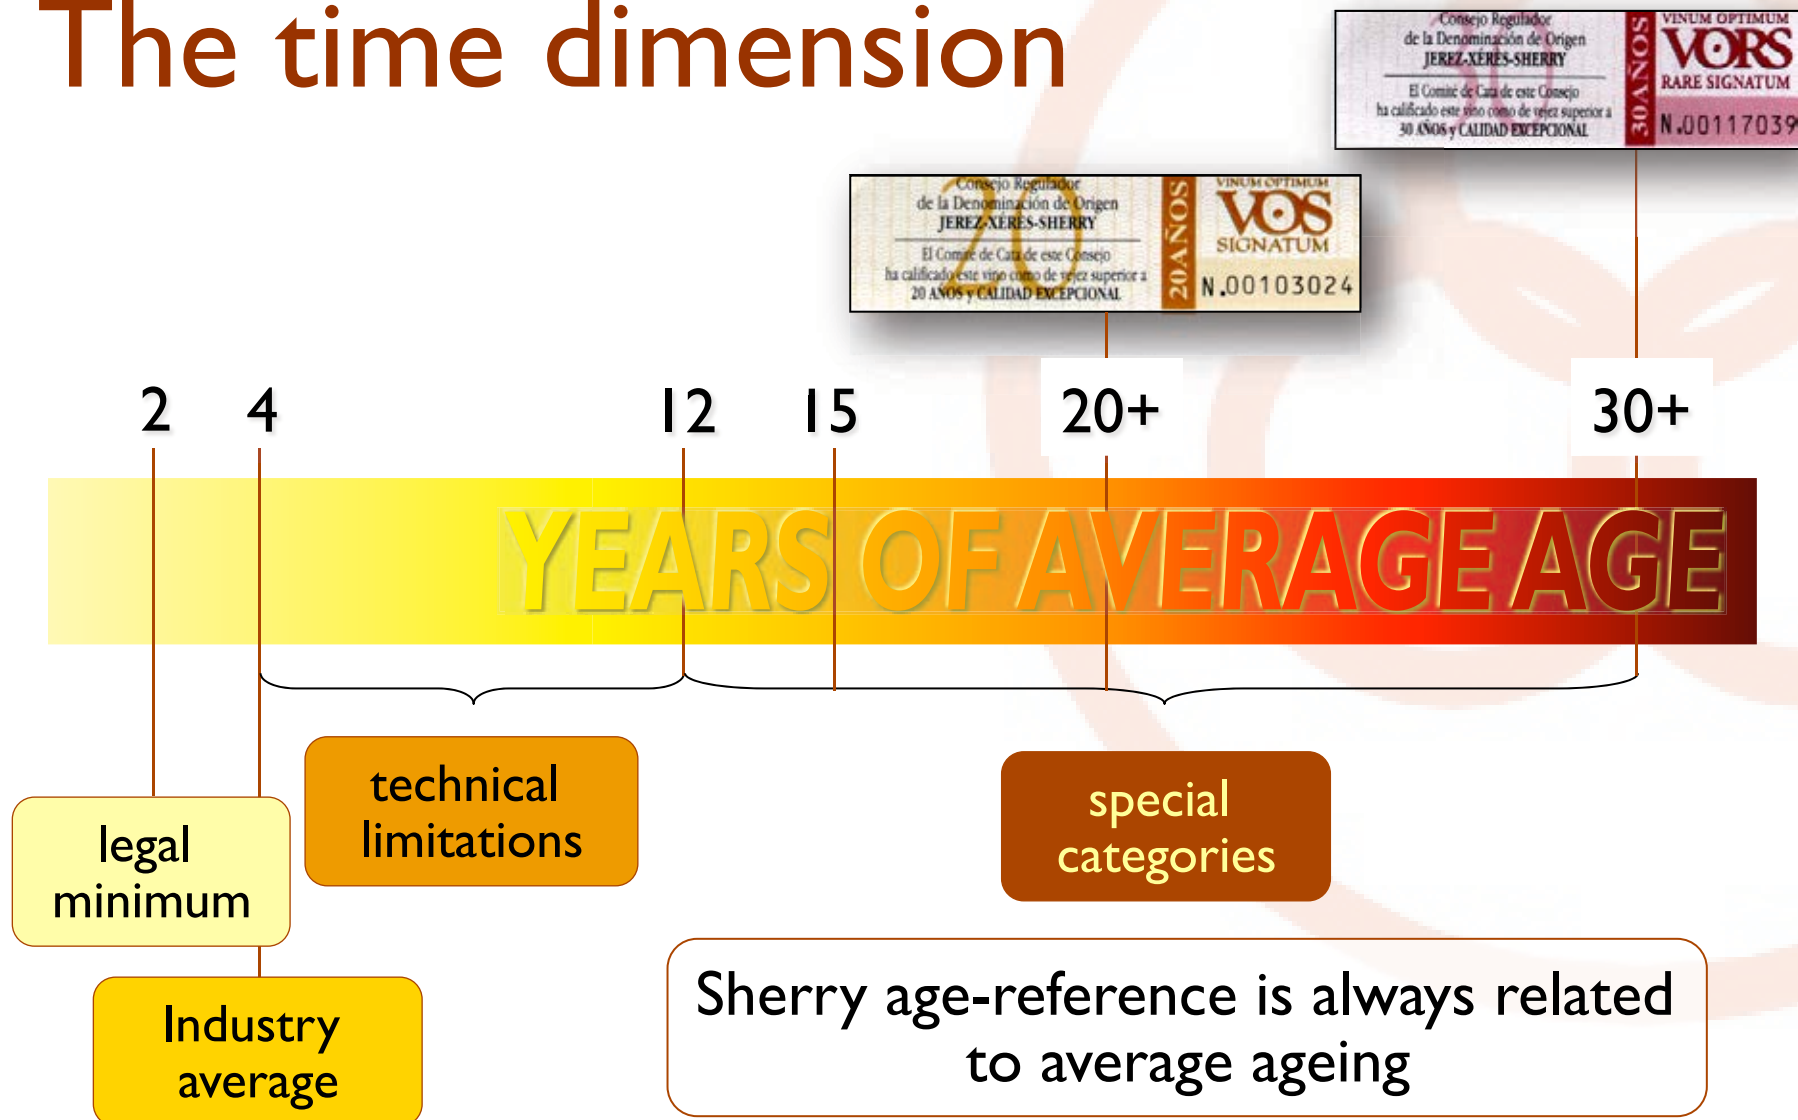 The time dimension
Consejo Regulador
de la Denominación de Origen
JEREZ-XÉRÈS-SHERRY
El Comité de Cata de este Consejo
ha calificado este vino como de vejez superior a
30 AÑOS y CALIDAD EXCEPCIONAL
30 AÑOS
VINUM OPTIMUM
VORS
RARE SIGNATUM
N.00117039
Consejo Regulador
de la Denominación de Origen
JEREZ-XÉRÈS-SHERRY
El Comité de Cata de este Consejo
ha calificado este vino como de vejez superior a
20 AÑOS y CALIDAD EXCEPCIONAL
20 AÑOS
VINUM OPTIMUM
VOS
SIGNATUM
N.00103024
2 4 12 15 20+ 30+
YEARS OF AVERAGE AGE
technical
limitations
special
categories
legal
minimum
Industry
average
Sherry age-reference is always related
to average ageing